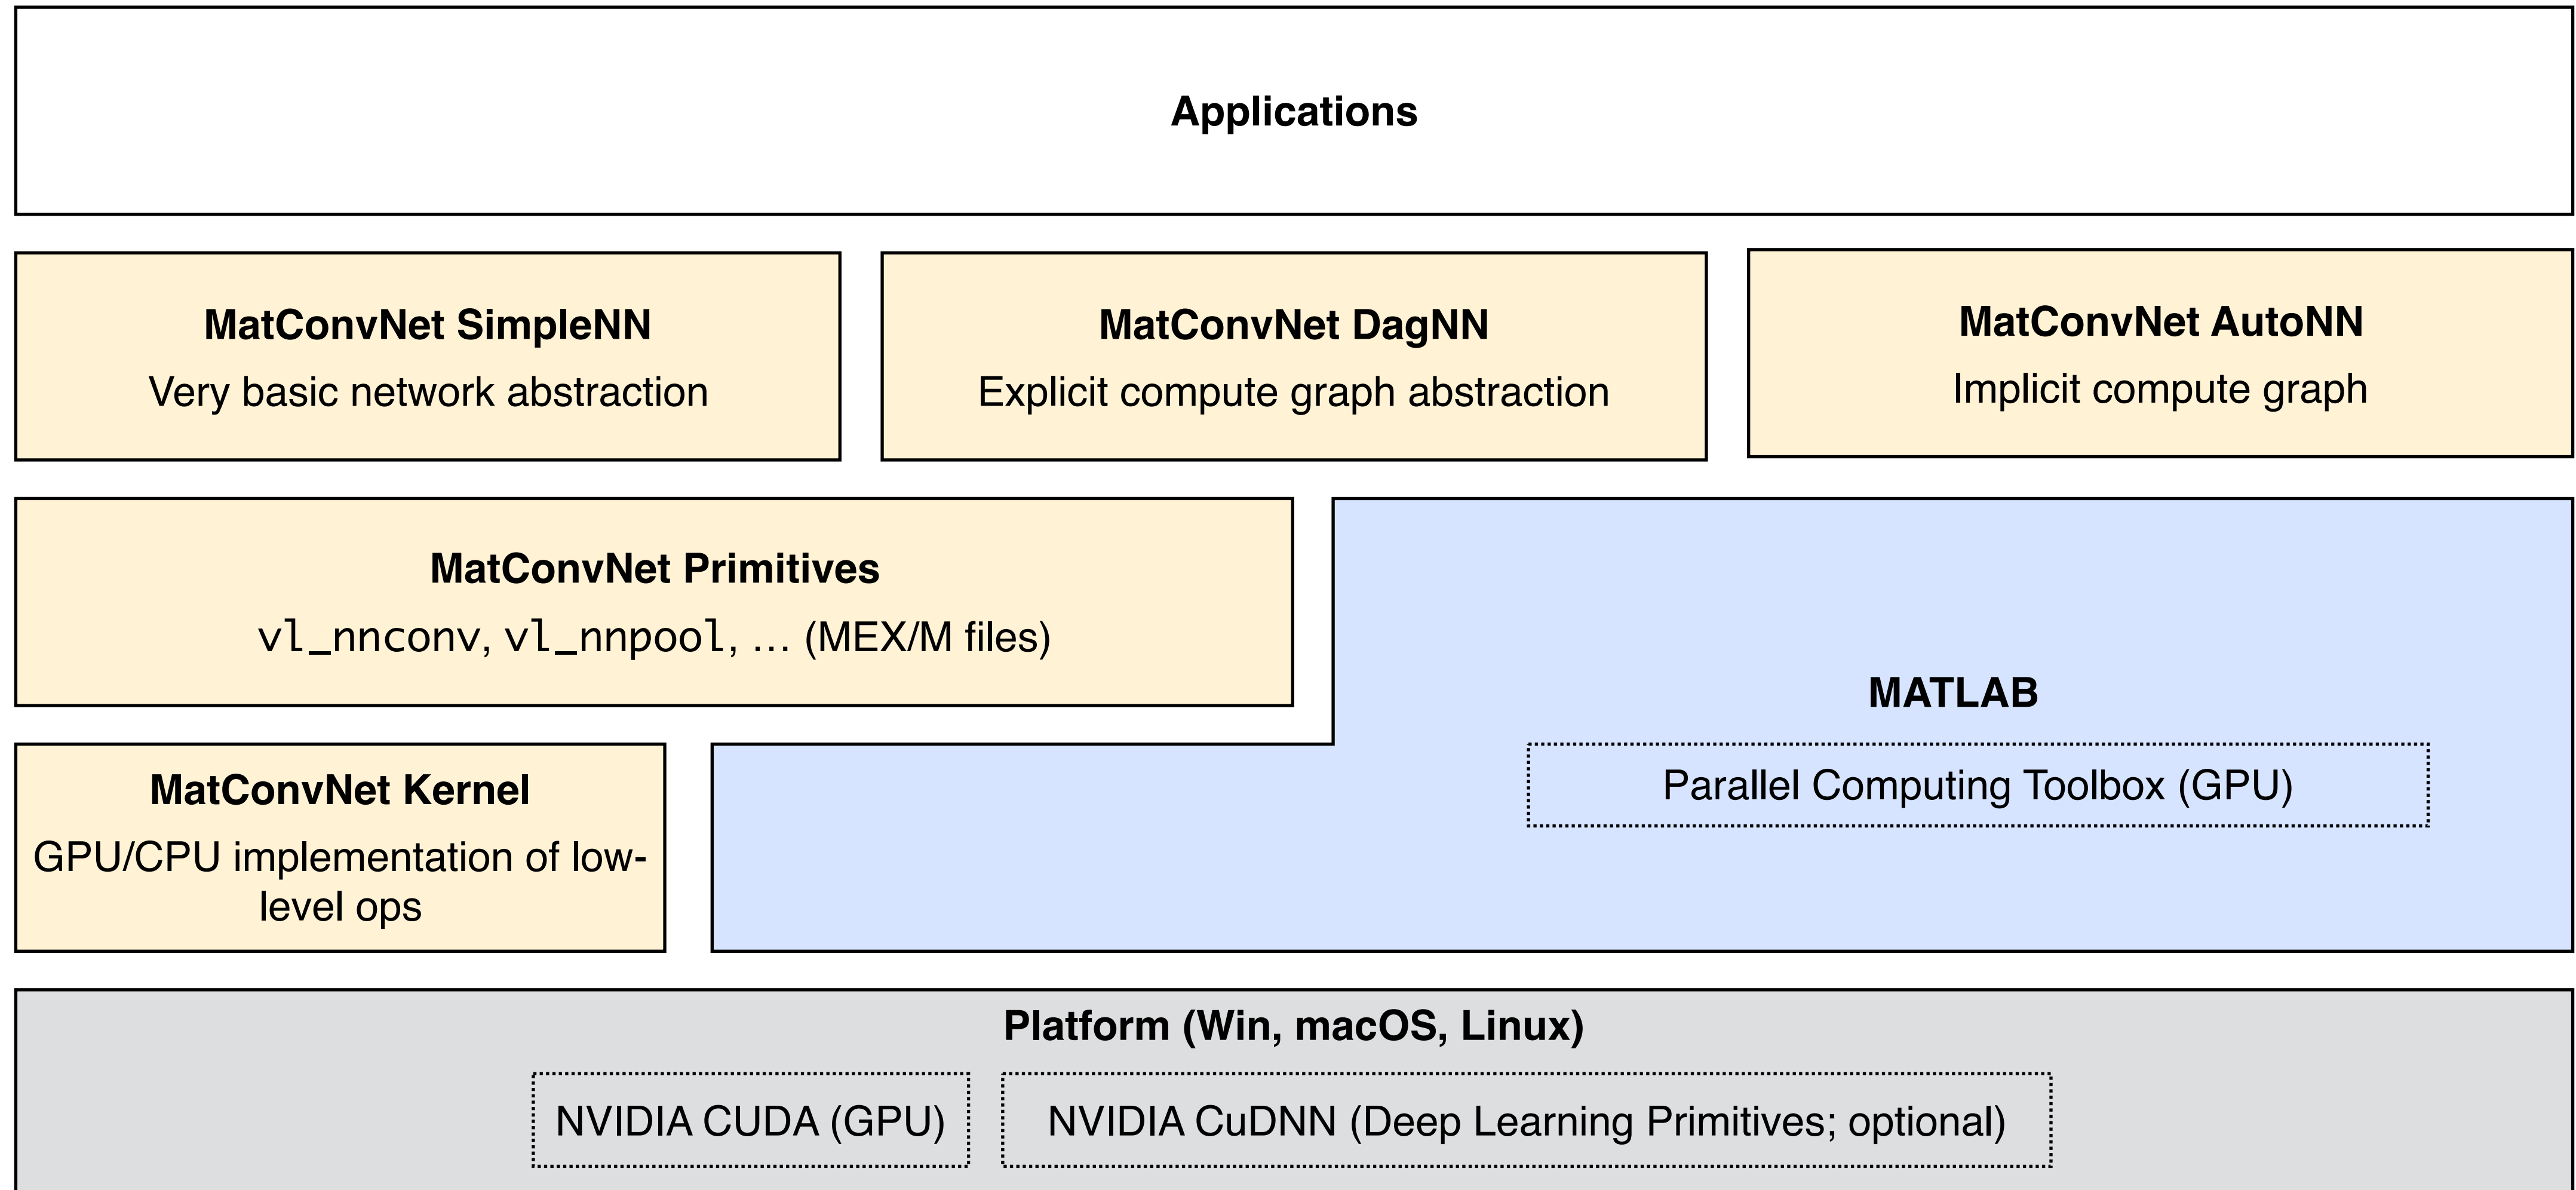 Applications
MatConvNet SimpleNN
Very basic network abstraction
MatConvNet DagNN
Explicit compute graph abstraction
MatConvNet AutoNN
Implicit compute graph
MatConvNet Primitives
vl_nnconv, vl_nnpool, … (MEX/M files)
MATLAB
Parallel Computing Toolbox (GPU)
MatConvNet Kernel
GPU/CPU implementation of low-
level ops
Platform (Win, macOS, Linux)
NVIDIA CUDA (GPU)
NVIDIA CuDNN (Deep Learning Primitives; optional)